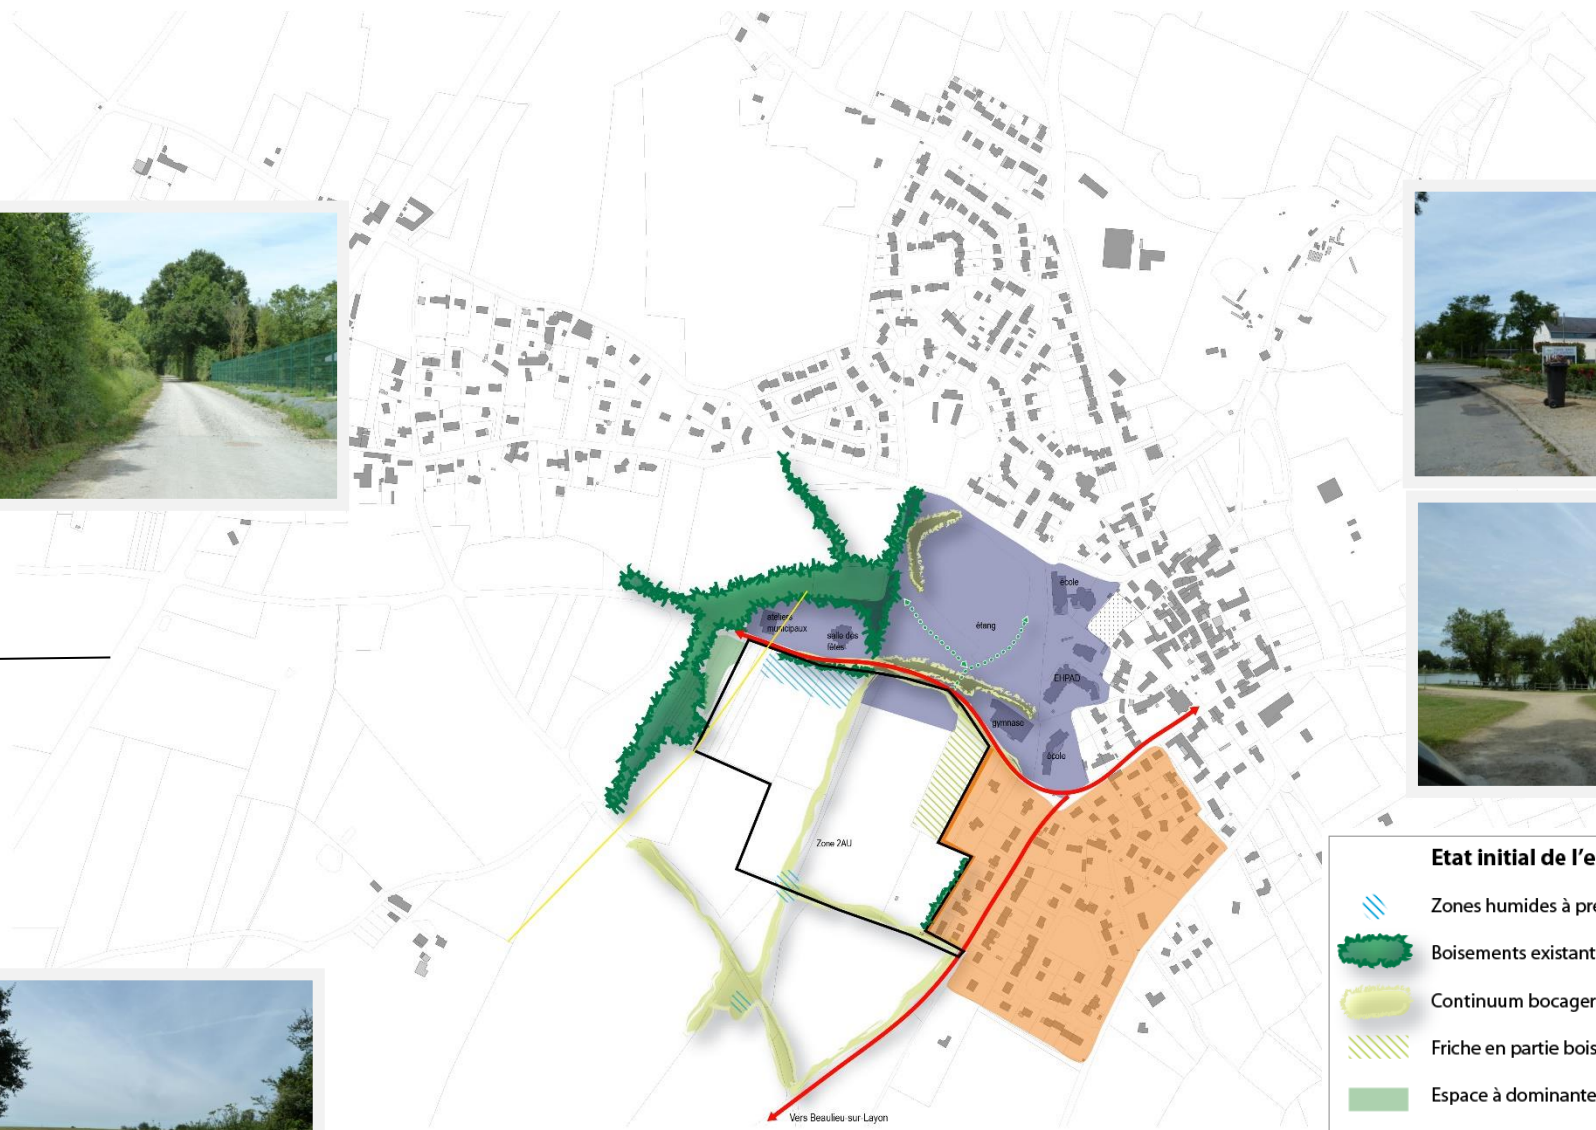 école
ateliers
municipaux
salle des
fêtes
étang
EHPAD
gymnase
école
Zone 2AU
Vers Beaulieu-sur-Layon
Etat initial de l'e
Zones humides à pr
Boisements existant
Continuum bocager
Friche en partie bois
Espace à dominante